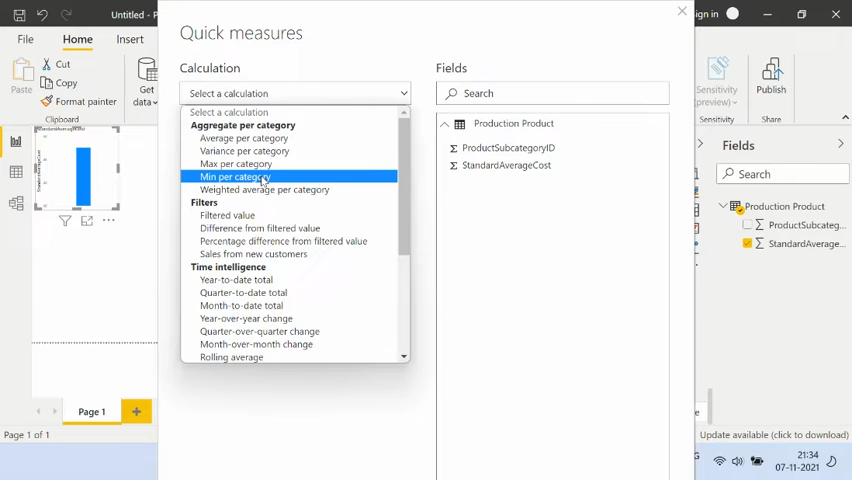 Untitled - P
ign in
File
Home
Insert
Paste
Cut
Copy
Format painter
Clipboard
Get
data
StandardAverageCost
Page 1
Page 1 of 1
Quick measures
Calculation
Select a calculation
Select a calculation
Aggregate per category
Average per category
Variance per category
Max per category
Min per category
Weighted average per category
Filters
Filtered value
Difference from filtered value
Percentage difference from filtered value
Sales from new customers
Time intelligence
Year-to-date total
Quarter-to-date total
Month-to-date total
Year-over-year change
Quarter-over-quarter change
Month-over-month change
Rolling average
Fields
Search
Production Product
ProductSubcategoryID
StandardAverageCost
Sensitivity
(preview)
Sensitivity
Publish
Share
Fields
Search
Production Product
ProductSubcateg...
StandardAverage...
Update available (click to download)
G
21:34
07-11-2021